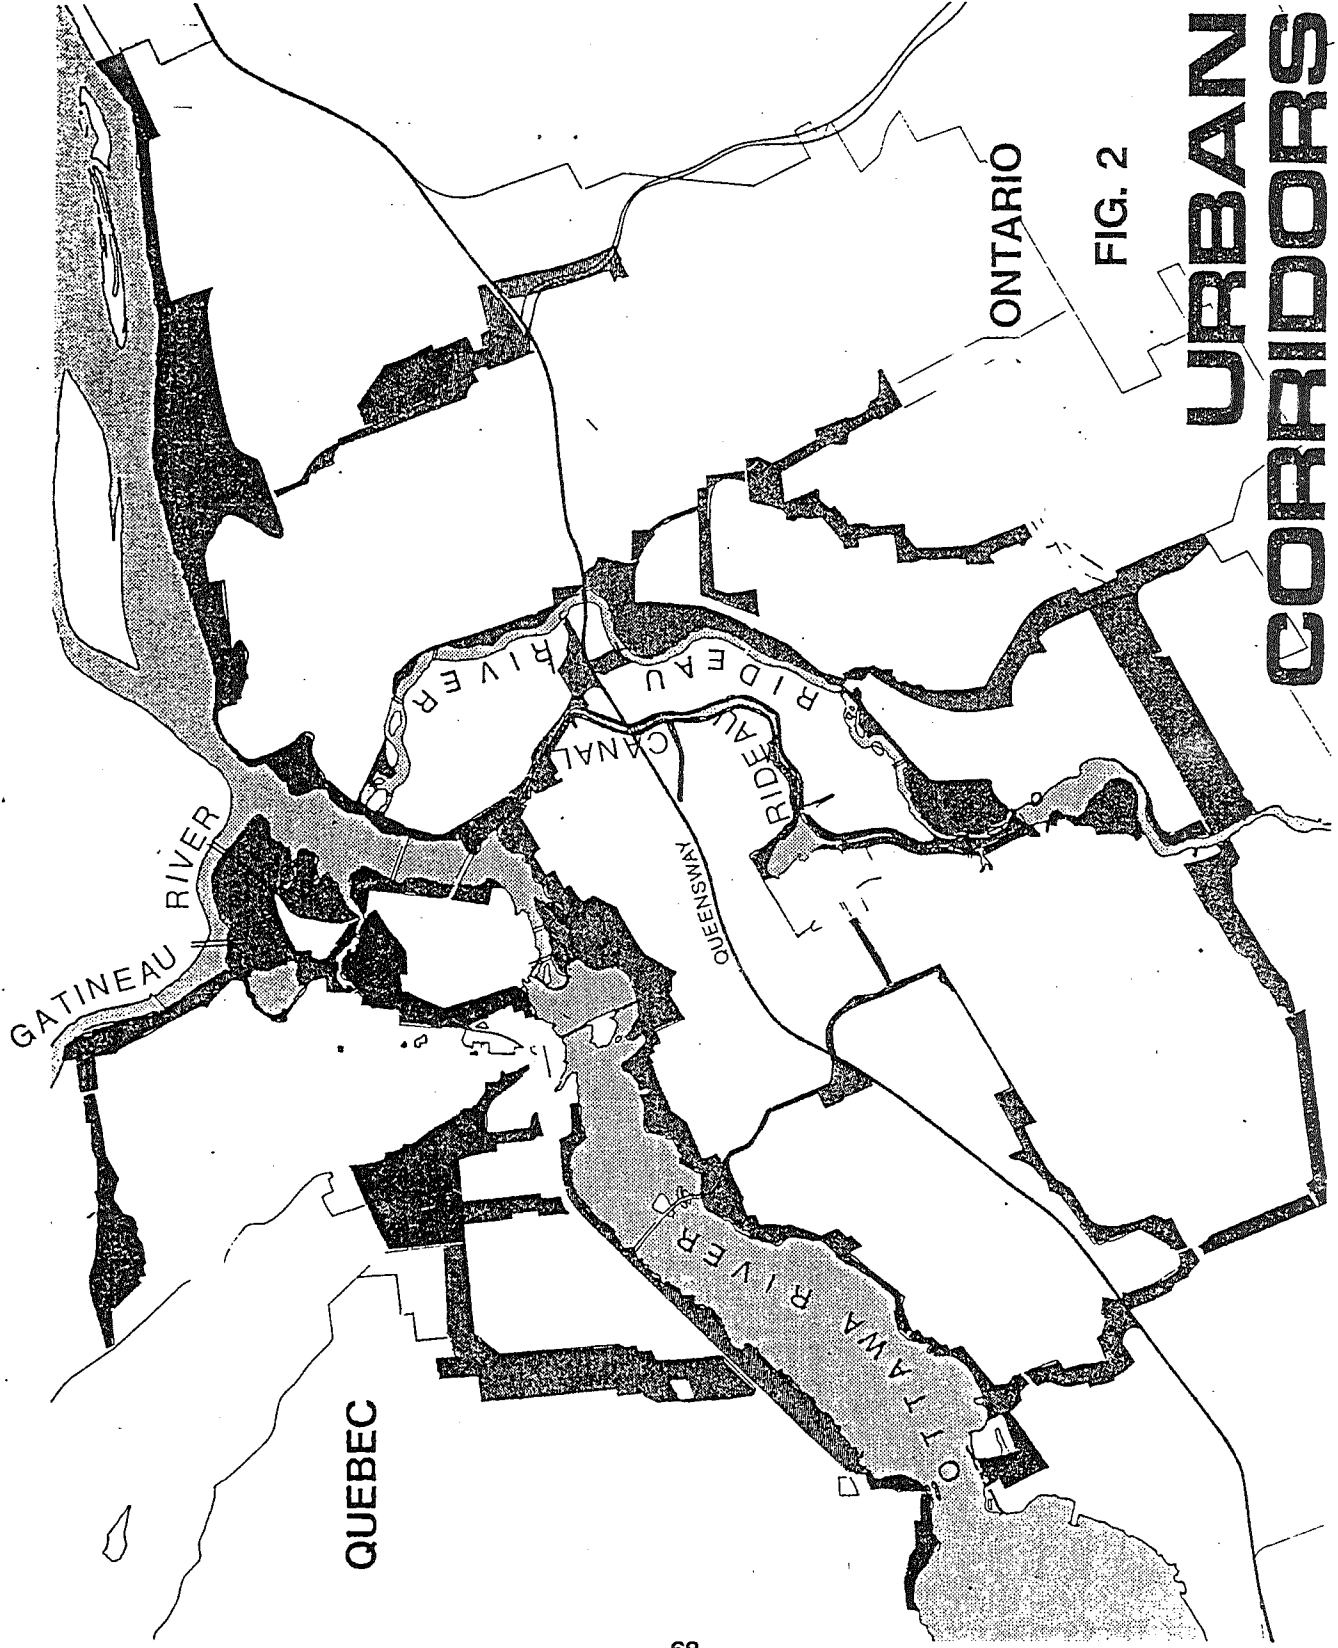 GATINEAU RIVER
QUEBEC
OTTAWA RIVER
QUEENSWAY
RIDEAU CANAL
RIDEAU RIVER
ONTARIO
FIG. 2
URBAN
CORRIDORS
68